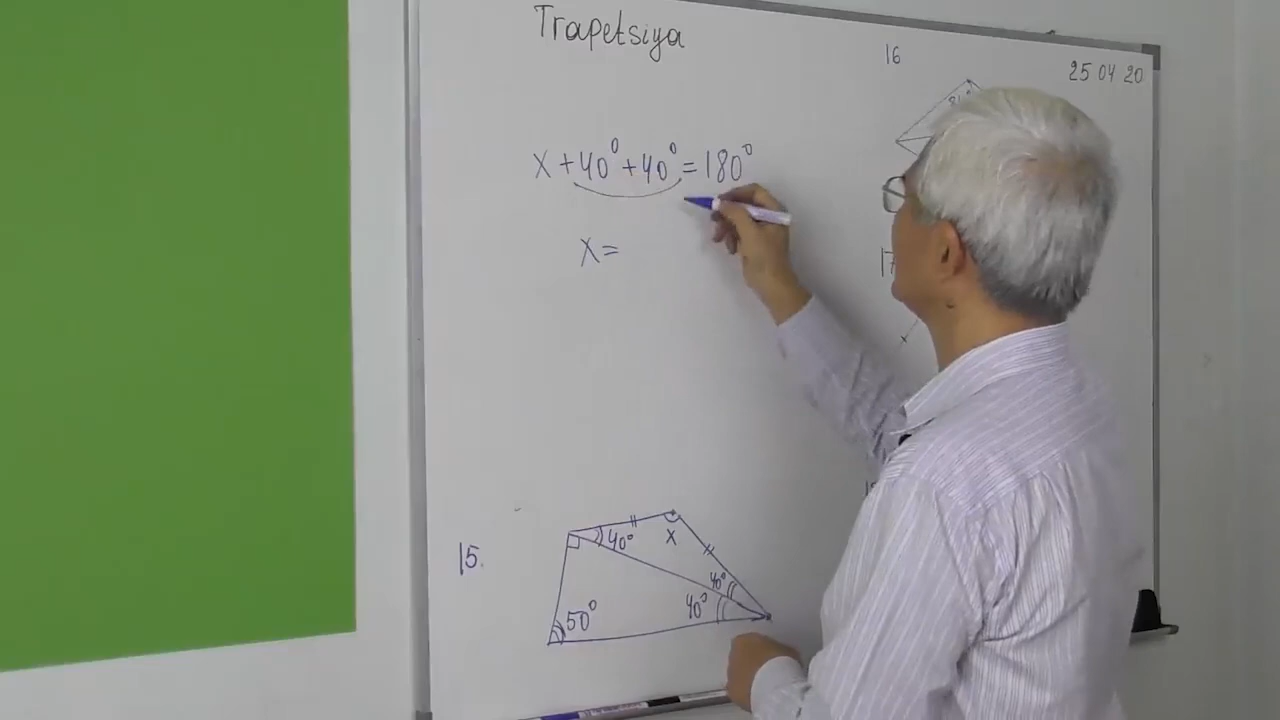 Trapetsiya
16
25 04 20
x + 40° + 40° = 180°
x =
15.
40°
x
40°
40°
50°